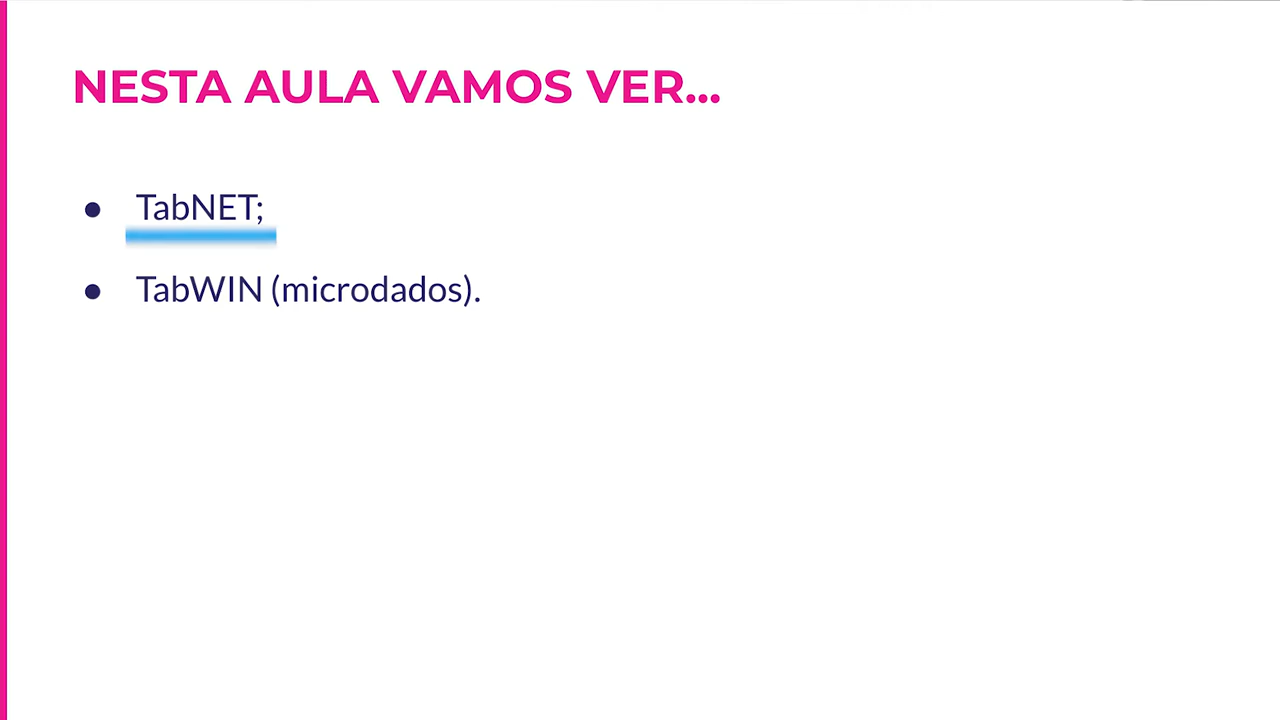 NESTA AULA VAMOS VER...
● TabNET;
● TabWIN (microdados).